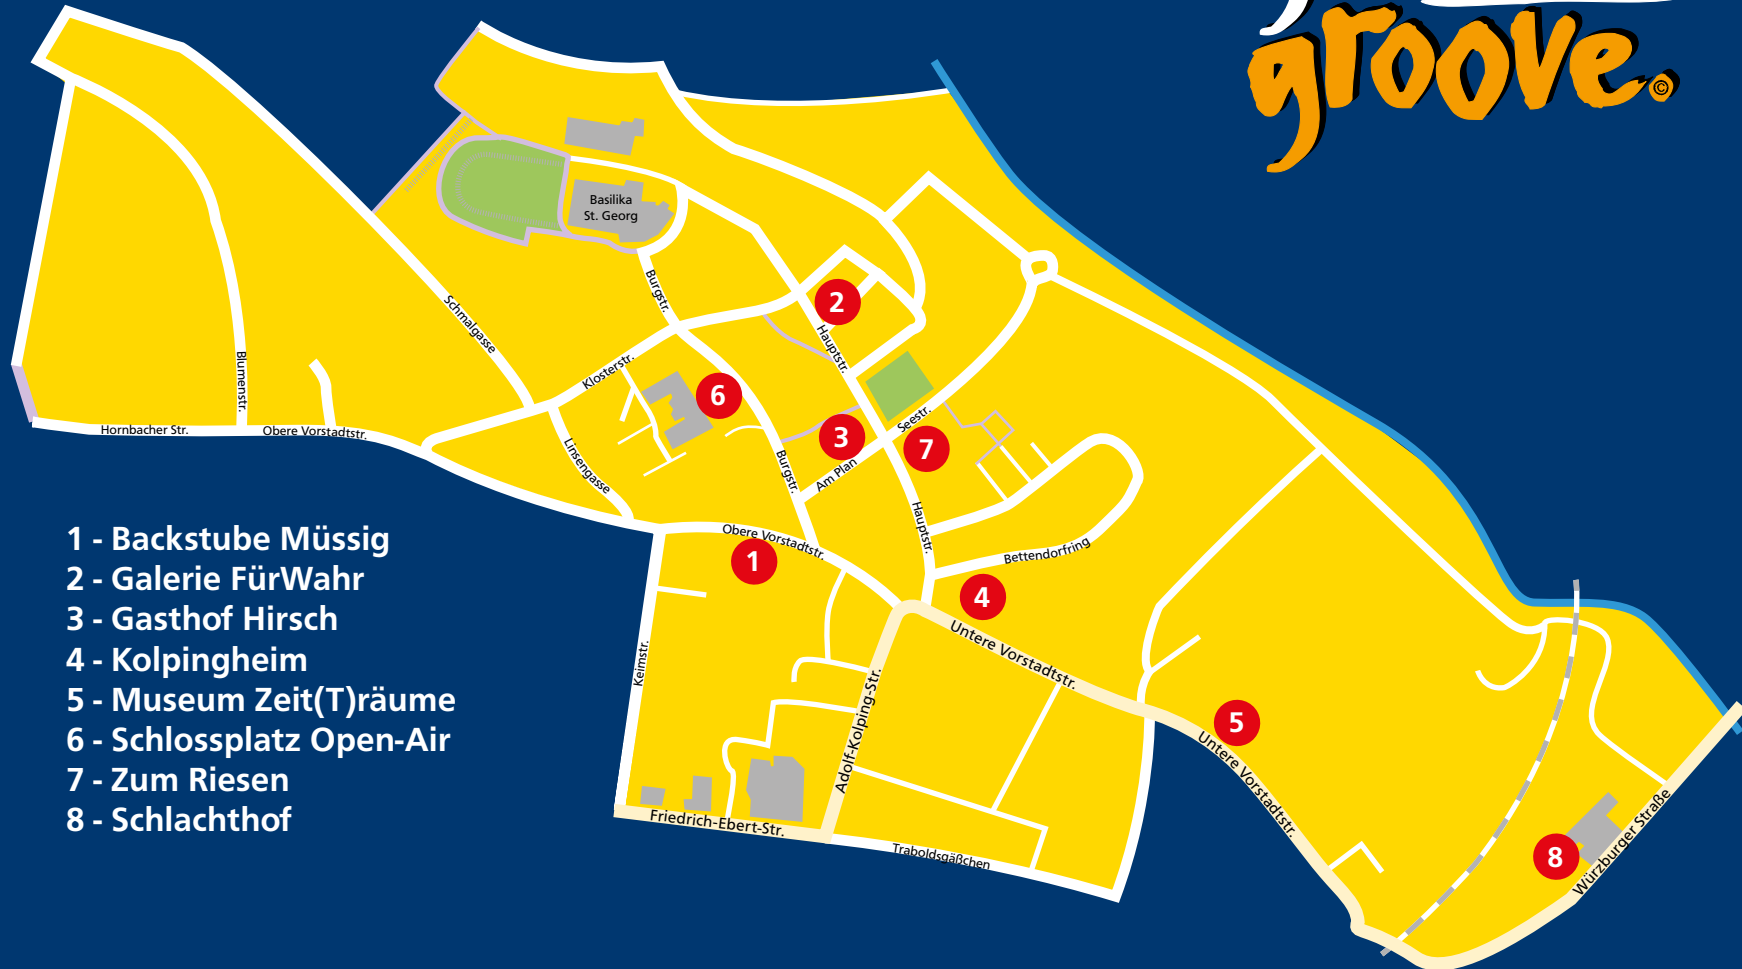 groove.©
Basilika
St. Georg
Burgstr.
2
Hauptstr.
Schmalgasse
Blumenstr.
Klosterstr.
6
3
Seestr.
7
Hornbacher Str.
Obere Vorstadtstr.
Linsengasse
Burgstr.
Am Plan
Hauptstr.
Obere Vorstadtstr.
1
Bettendorfring
4
1 - Backstube Müssig
2 - Galerie FürWahr
3 - Gasthof Hirsch
4 - Kolpingheim
5 - Museum Zeit(T)räume
6 - Schlossplatz Open-Air
7 - Zum Riesen
8 - Schlachthof
Keimstr.
Untere Vorstadtstr.
Adolf-Kolping-Str.
5
Untere Vorstadtstr.
Friedrich-Ebert-Str.
Traboldsgäßchen
8
Würzburger Straße